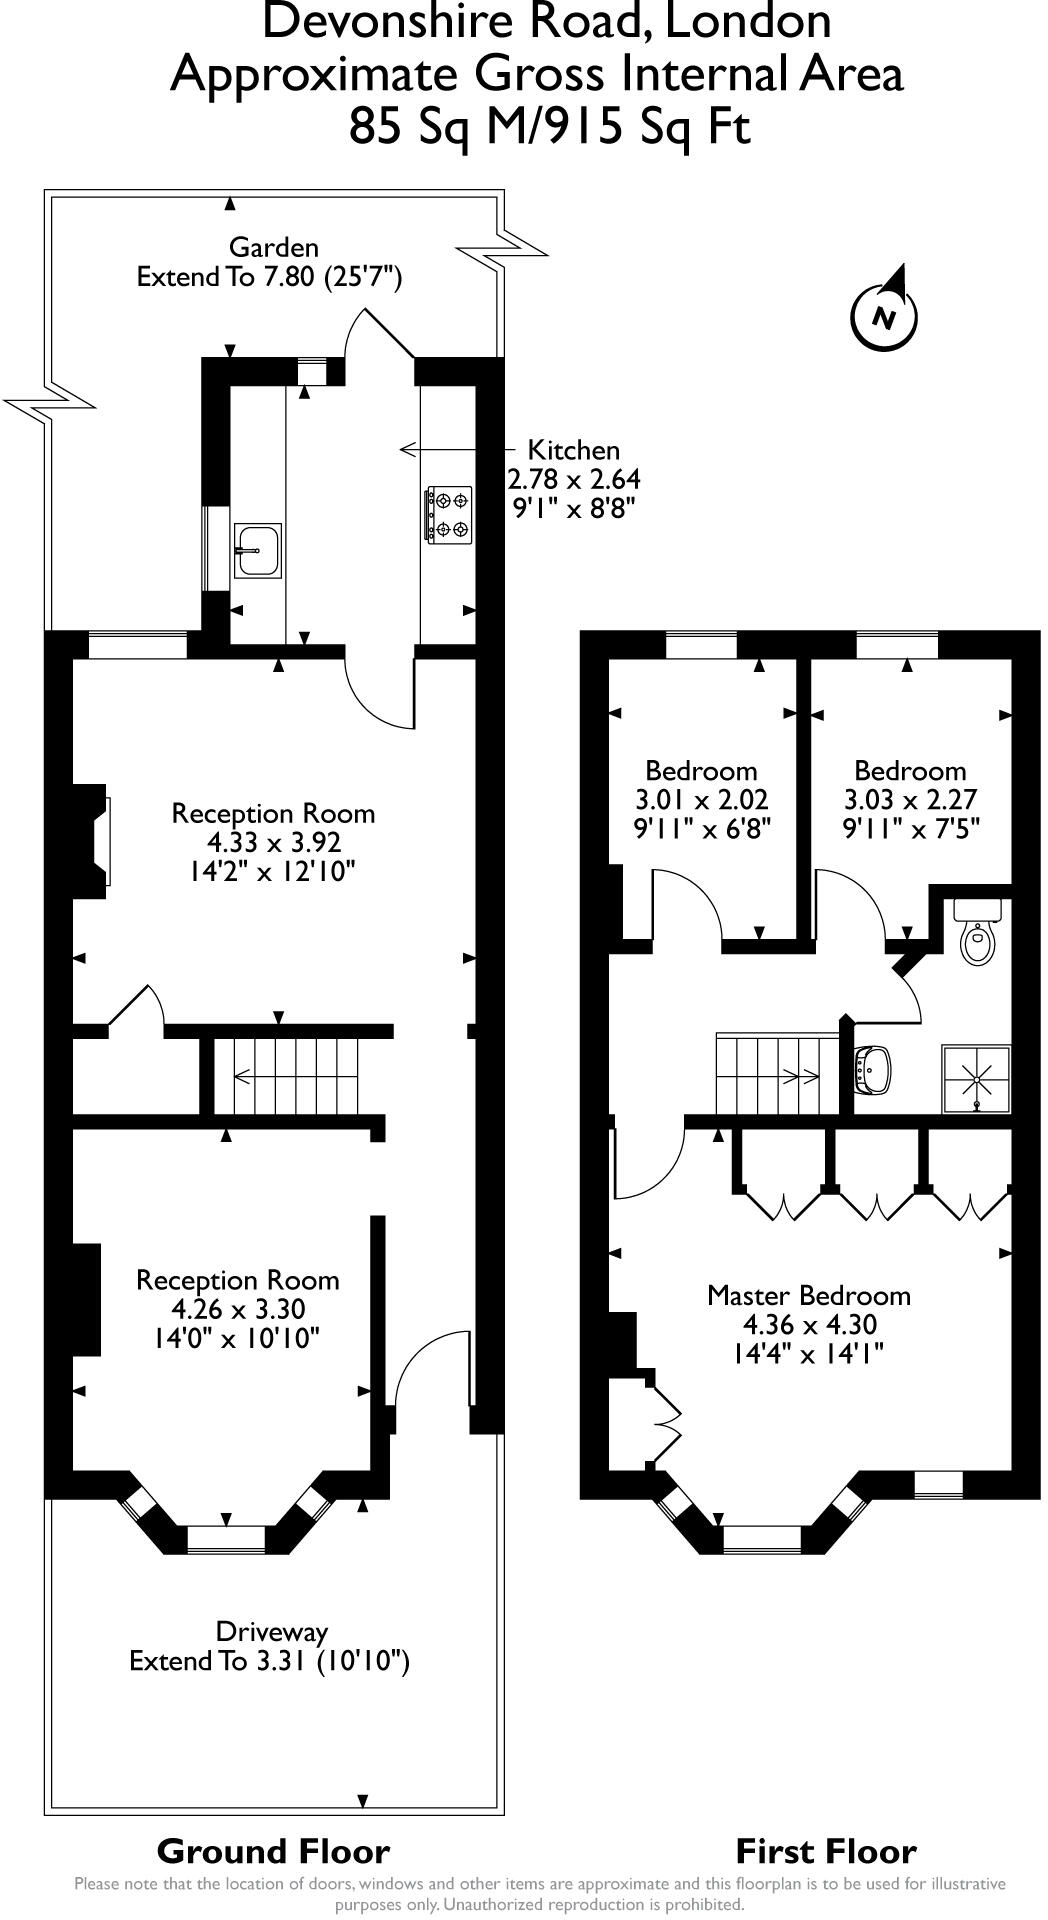 Devonshire Road, London
Approximate Gross Internal Area
85 Sq M/915 Sq Ft
Garden
Extend To 7.80 (25'7")
N
Kitchen
2.78 x 2.64
9'1" x 8'8"
Reception Room
4.33 x 3.92
14'2" x 12'10"
Bedroom
3.01 x 2.02
9'11" x 6'8"
Bedroom
3.03 x 2.27
9'11" x 7'5"
Reception Room
4.26 x 3.30
14'0" x 10'10"
Master Bedroom
4.36 x 4.30
14'4" x 14'1"
Driveway
Extend To 3.31 (10'10")
Ground Floor
First Floor
Please note that the location of doors, windows and other items are approximate and this floorplan is to be used for illustrative
purposes only. Unauthorized reproduction is prohibited.